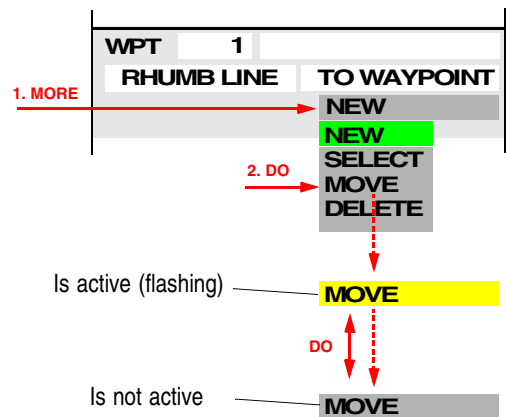 WPT 1
RHUMB LINE TO WAYPOINT
1. MORE
NEW
NEW
SELECT
2. DO
MOVE
DELETE
Is active (flashing)
MOVE
DO
Is not active
MOVE